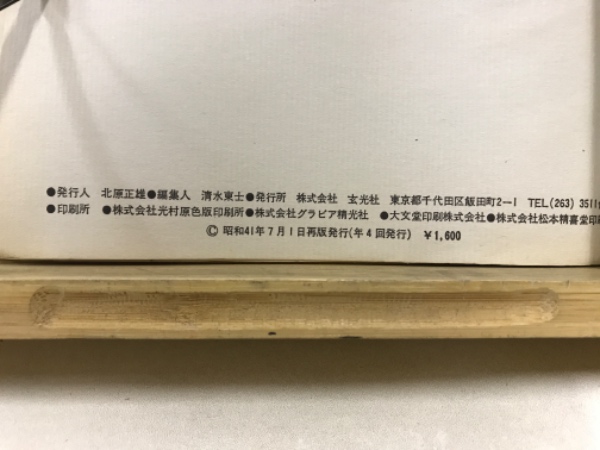 ●発行人 北原正雄●編集人 清水東士●発行所 株式会社 玄光社 東京都千代田区飯田町2−1 TEL(263)3511
●印刷所 ●株式会社光村原色版印刷所●株式会社グラビア精光社 ●大文堂印刷株式会社●株式会社松本精喜堂印刷
Ⓒ昭和41年7月1日再版発行(年4回発行) ￥1,600